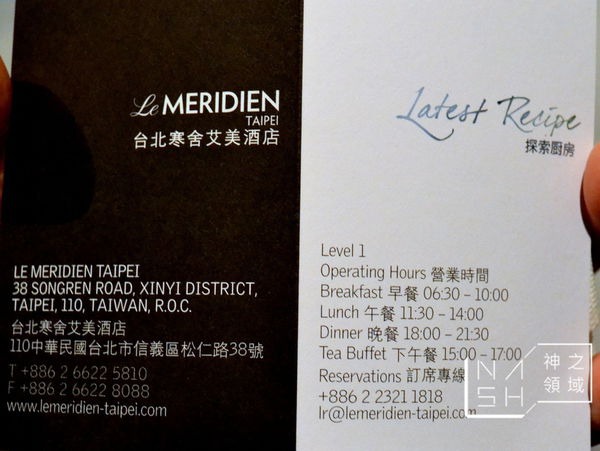 Le MERIDIEN
TAIPEI
台北寒舍艾美酒店
LE MERIDIEN TAIPEI
38 SONGREN ROAD, XINYI DISTRICT,
TAIPEI, 110, TAIWAN, R.O.C.
台北寒舍艾美酒店
110中華民國台北市信義區松仁路38號
T +886 2 6622 5810
F +886 2 6622 8088
www.lemeridien-taipei.com
Latest Recipe
探索厨房
Level 1
Operating Hours 營業時間
Breakfast 早餐 06:30 – 10:00
Lunch 午餐 11:30 – 14:00
Dinner 晚餐 18:00 – 21:30
Tea Buffet 下午餐 15:00 – 17:00
Reservations 訂席專線
+886 2 2321 1818
lr@lemeridien-taipei.com
NASH
神之
領域